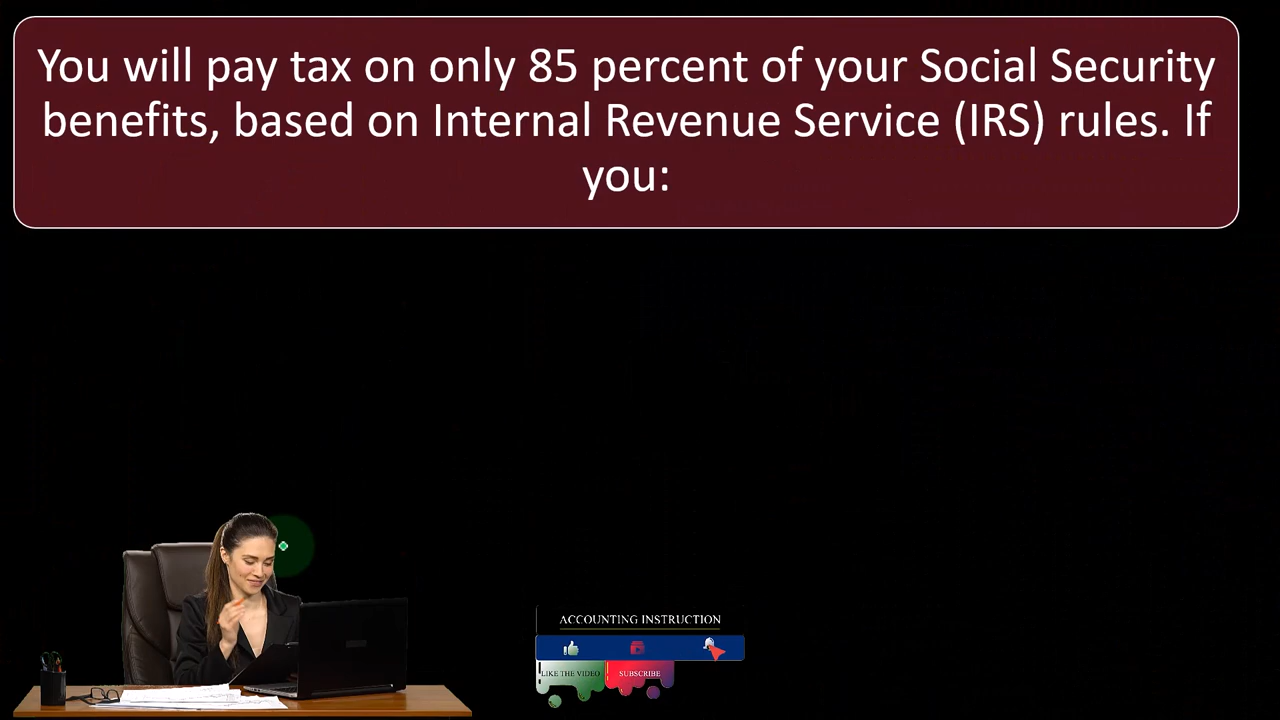 You will pay tax on only 85 percent of your Social Security
benefits, based on Internal Revenue Service (IRS) rules. If
you:
ACCOUNTING INSTRUCTION
LIKE THE VIDEO SUBSCRIBE